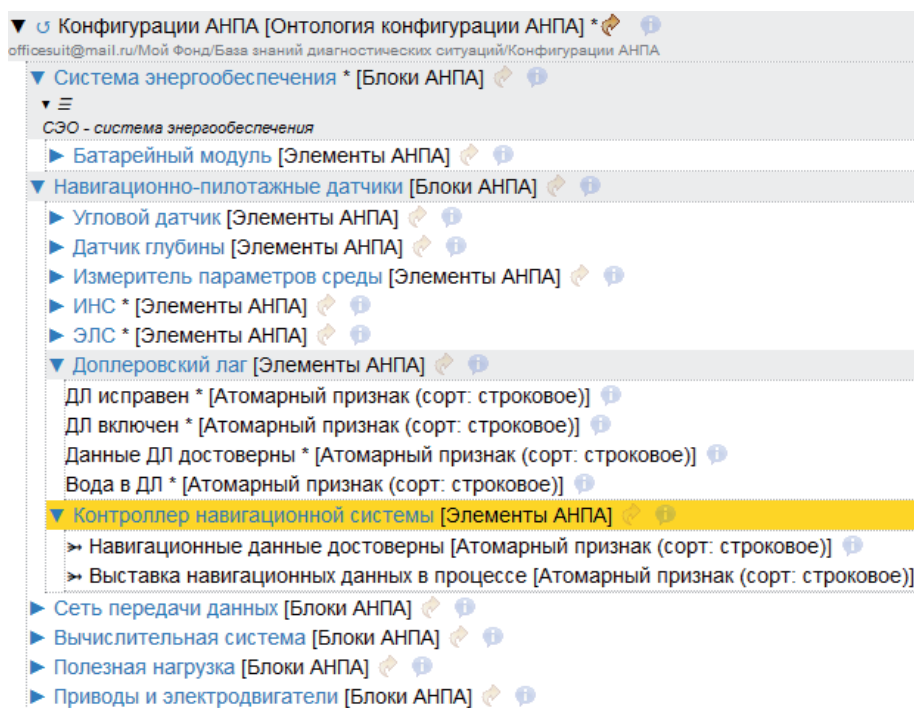 ▼ ↺ Конфигурации АНПА [Онтология конфигурации АНПА] *
officesuit@mail.ru/Мой Фонд/База знаний диагностических ситуаций/Конфигурации АНПА
▼ Система энергообеспечения * [Блоки АНПА]
▼ ☰
СЭО - система энергообеспечения
► Батарейный модуль [Элементы АНПА]
▼ Навигационно-пилотажные датчики [Блоки АНПА]
► Угловой датчик [Элементы АНПА]
► Датчик глубины [Элементы АНПА]
► Измеритель параметров среды [Элементы АНПА]
► ИНС * [Элементы АНПА]
► ЭЛС * [Элементы АНПА]
▼ Доплеровский лаг [Элементы АНПА]
ДЛ исправен * [Атомарный признак (сорт: строковое)]
ДЛ включен * [Атомарный признак (сорт: строковое)]
Данные ДЛ достоверны * [Атомарный признак (сорт: строковое)]
Вода в ДЛ * [Атомарный признак (сорт: строковое)]
▼ Контроллер навигационной системы [Элементы АНПА]
➳ Навигационные данные достоверны [Атомарный признак (сорт: строковое)]
➳ Выставка навигационных данных в процессе [Атомарный признак (сорт: строковое)]
► Сеть передачи данных [Блоки АНПА]
► Вычислительная система [Блоки АНПА]
► Полезная нагрузка [Блоки АНПА]
► Приводы и электродвигатели [Блоки АНПА]